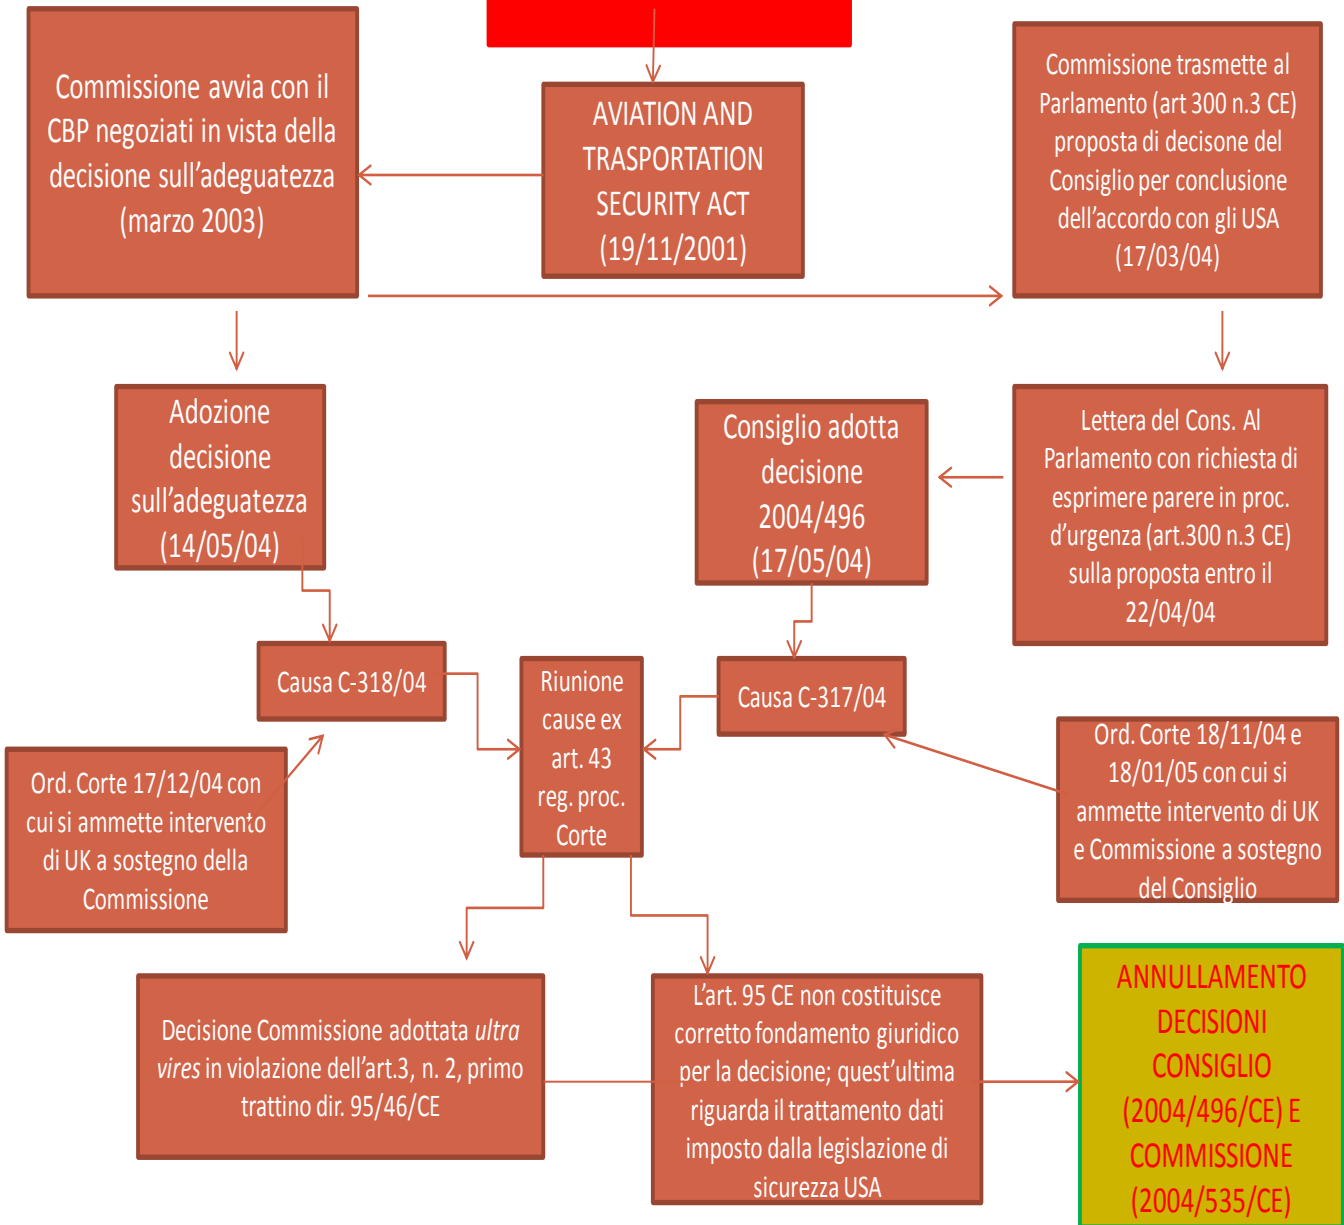 Commissione avvia con il
CBP negoziati in vista della
decisione sull'adeguatezza
(marzo 2003)
AVIATION AND
TRASPORTATION
SECURITY ACT
(19/11/2001)
Commissione trasmette al
Parlamento (art 300 n.3 CE)
proposta di decisone del
Consiglio per conclusione
dell'accordo con gli USA
(17/03/04)
Adozione
decisione
sull'adeguatezza
(14/05/04)
Consiglio adotta
decisione
2004/496
(17/05/04)
Lettera del Cons. Al
Parlamento con richiesta di
esprimere parere in proc.
d'urgenza (art.300 n.3 CE)
sulla proposta entro il
22/04/04
Causa C-318/04
Riunione
cause ex
art. 43
reg. proc.
Corte
Causa C-317/04
Ord. Corte 17/12/04 con
cui si ammette intervento
di UK a sostegno della
Commissione
Ord. Corte 18/11/04 e
18/01/05 con cui si
ammette intervento di UK
e Commissione a sostegno
del Consiglio
Decisione Commissione adottata ultra
vires in violazione dell'art.3, n. 2, primo
trattino dir. 95/46/CE
L'art. 95 CE non costituisce
corretto fondamento giuridico
per la decisione; quest'ultima
riguarda il trattamento dati
imposto dalla legislazione di
sicurezza USA
ANNULLAMENTO
DECISIONI
CONSIGLIO
(2004/496/CE) E
COMMISSIONE
(2004/535/CE)